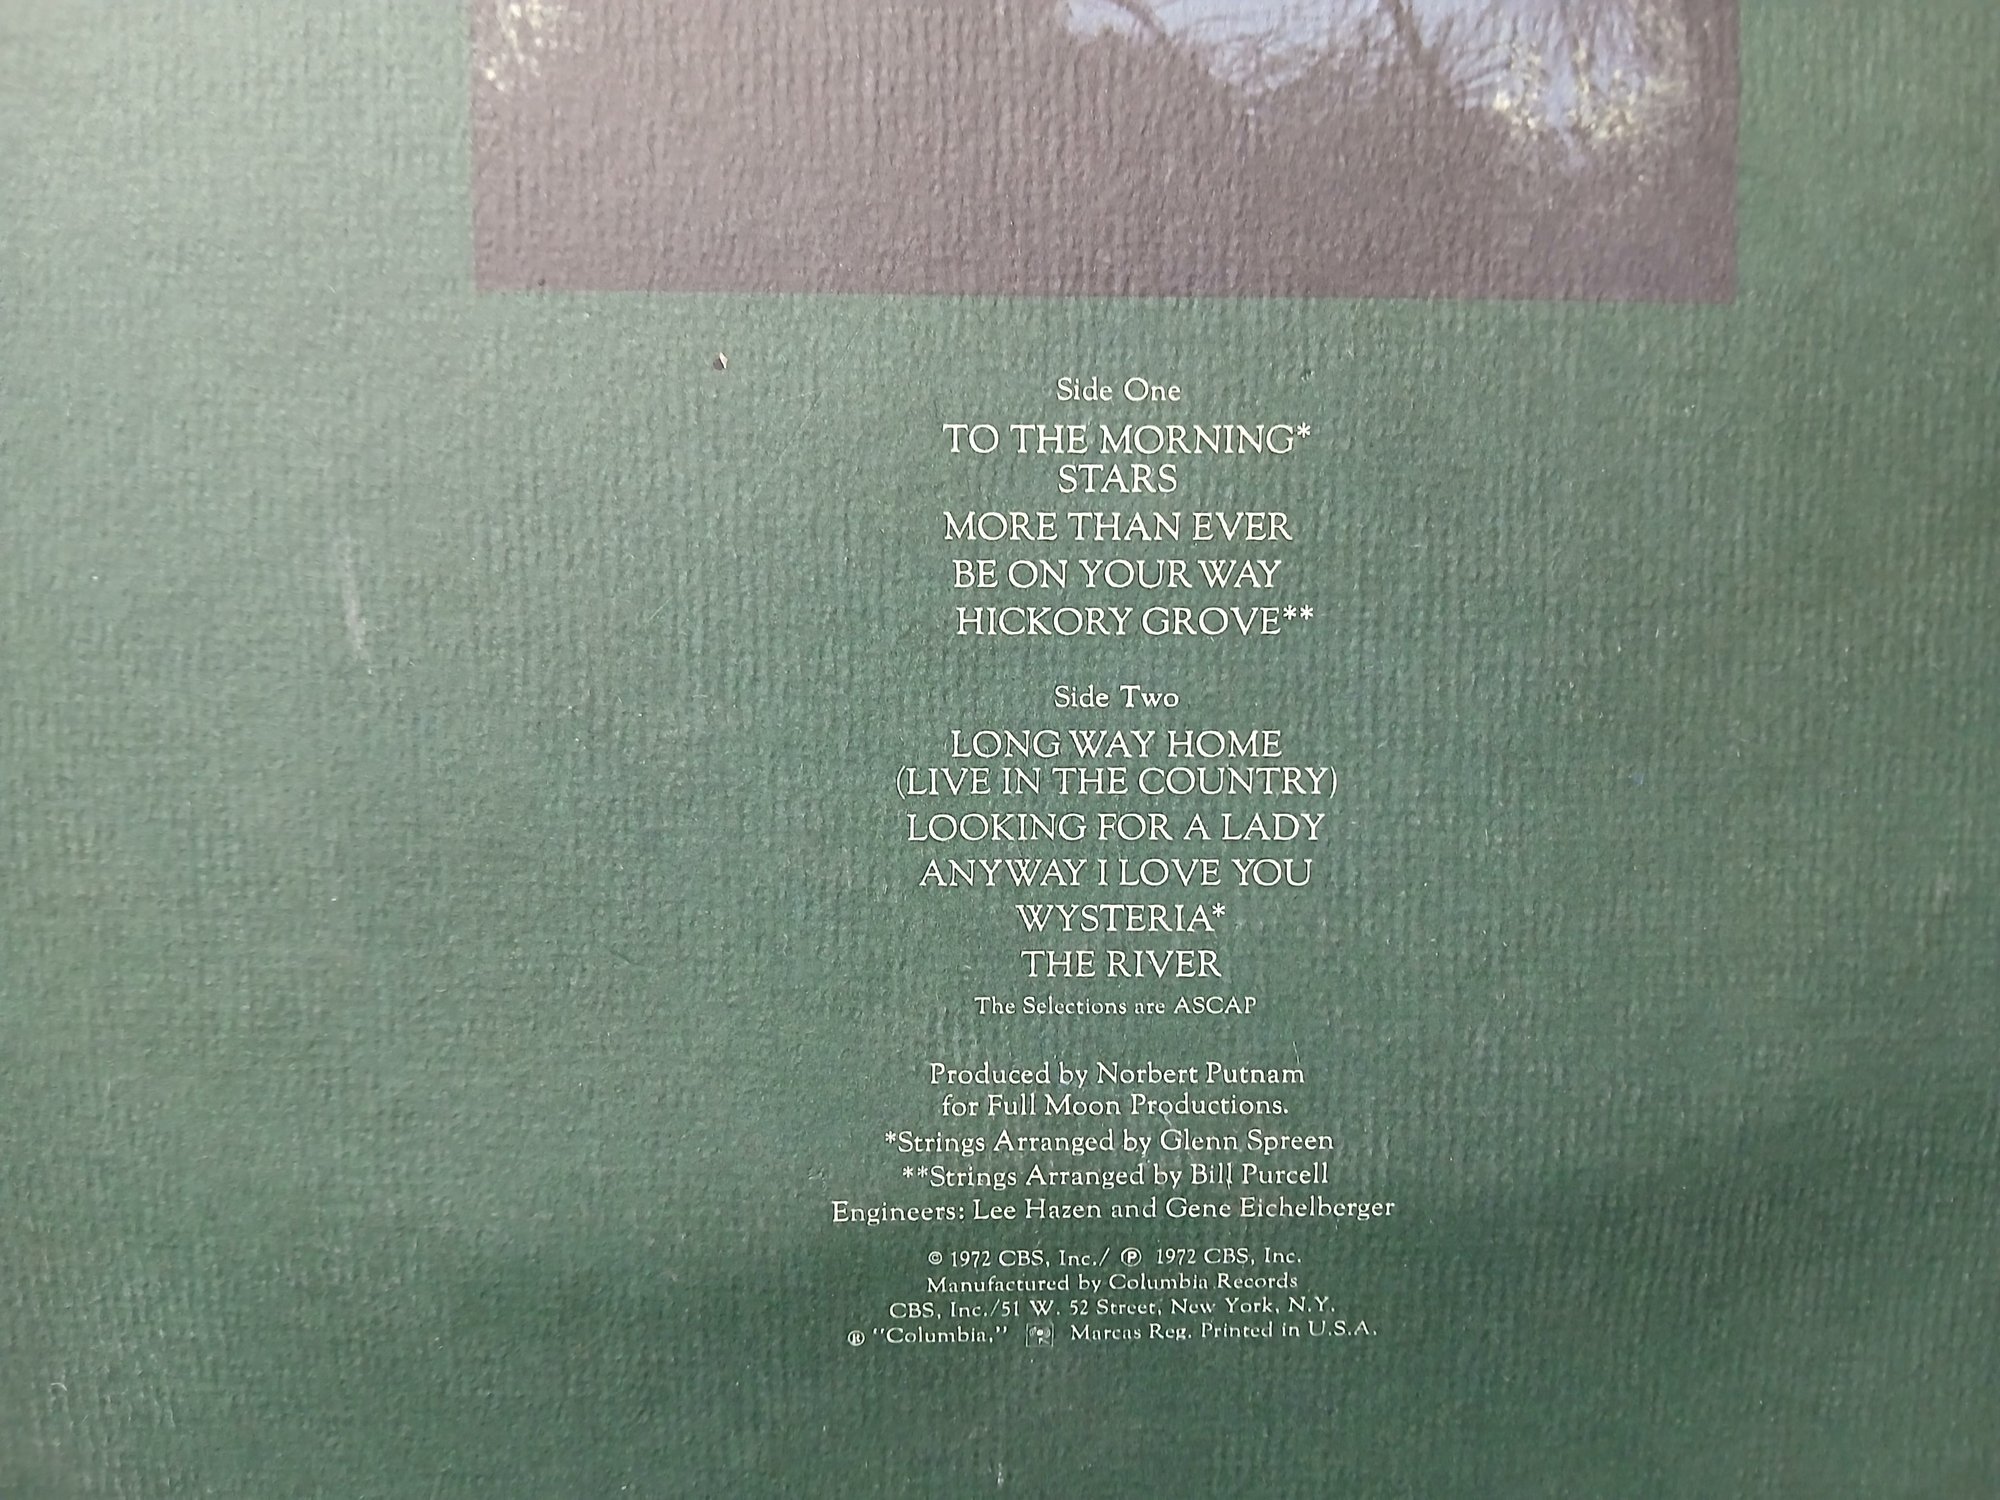 Side One
TO THE MORNING*
STARS
MORE THAN EVER
BE ON YOUR WAY
HICKORY GROVE**
Side Two
LONG WAY HOME
(LIVE IN THE COUNTRY)
LOOKING FOR A LADY
ANYWAY I LOVE YOU
WYSTERIA*
THE RIVER
The Selections are ASCAP
Produced by Norbert Putnam
for Full Moon Productions.
*Strings Arranged by Glenn Spreen
**Strings Arranged by Bill Purcell
Engineers: Lee Hazen and Gene Eichelberger
© 1972 CBS, Inc./ ℗ 1972 CBS, Inc.
Manufactured by Columbia Records
CBS, Inc./51 W. 52 Street, New York, N.Y.
® "Columbia," Marcas Reg. Printed in U.S.A.